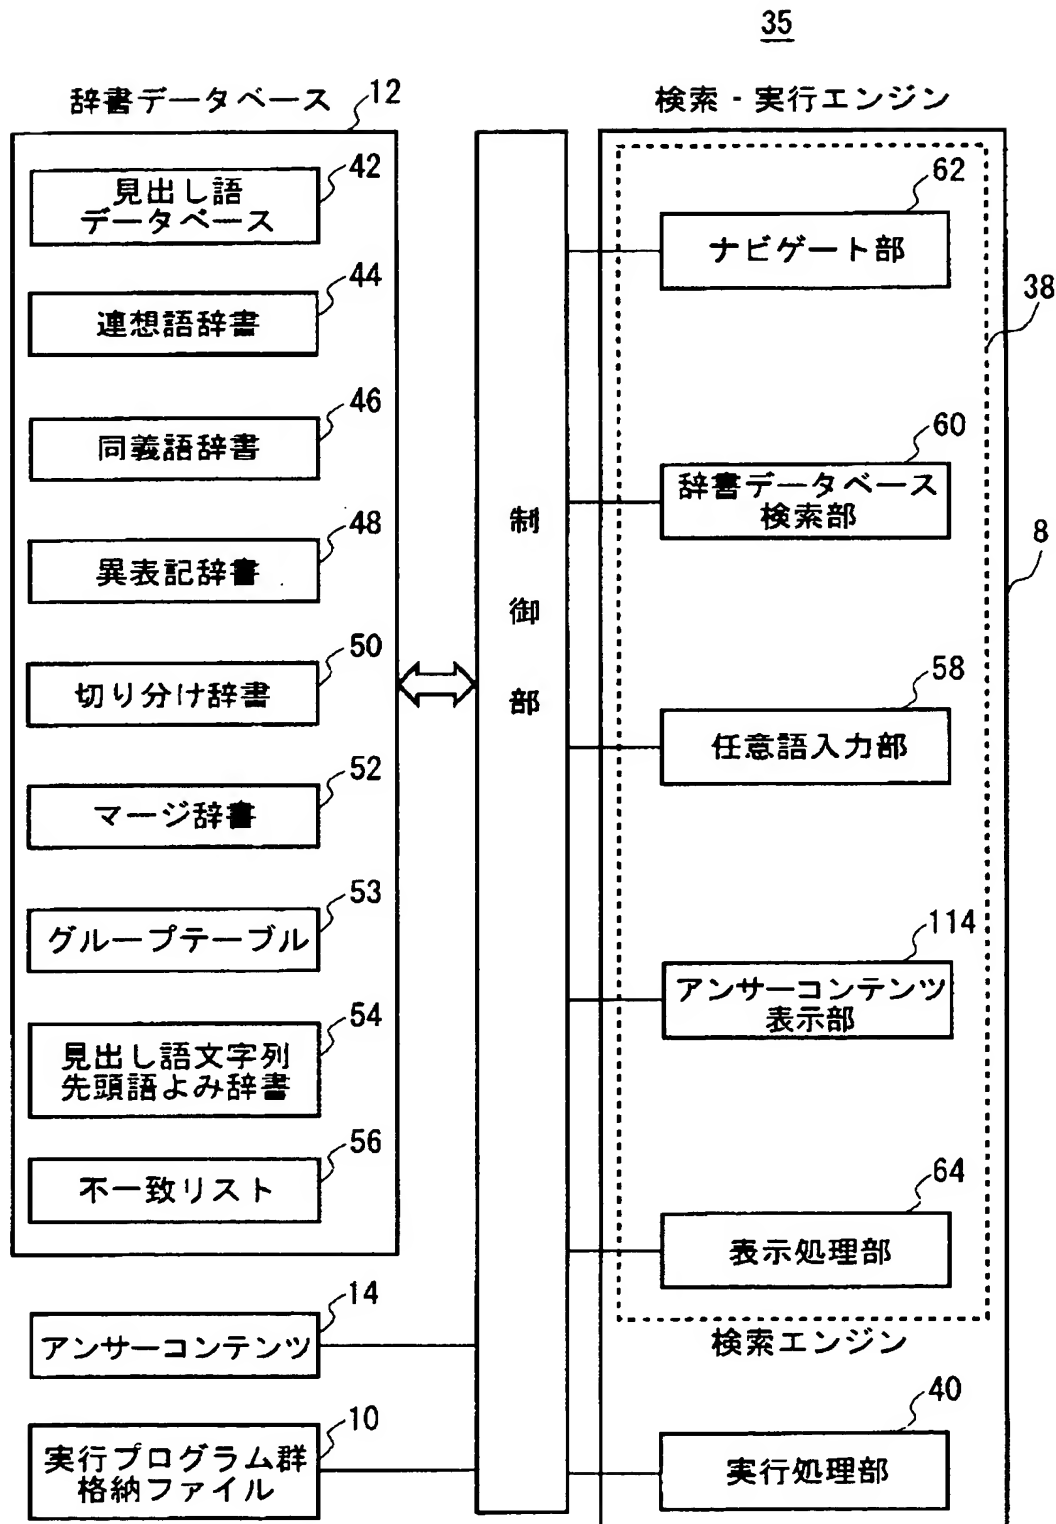 35
辞書データベース
12
42
見出し語
データベース
44
連想語辞書
46
同義語辞書
48
異表記辞書
50
切り分け辞書
52
マージ辞書
53
グループテーブル
54
見出し語文字列
先頭語よみ辞書
56
不一致リスト
14
アンサーコンテンツ
10
実行プログラム群
格納ファイル
制
御
部
検索・実行エンジン
62
ナビゲート部
38
60
辞書データベース
検索部
8
58
任意語入力部
114
アンサーコンテンツ
表示部
64
表示処理部
検索エンジン
40
実行処理部